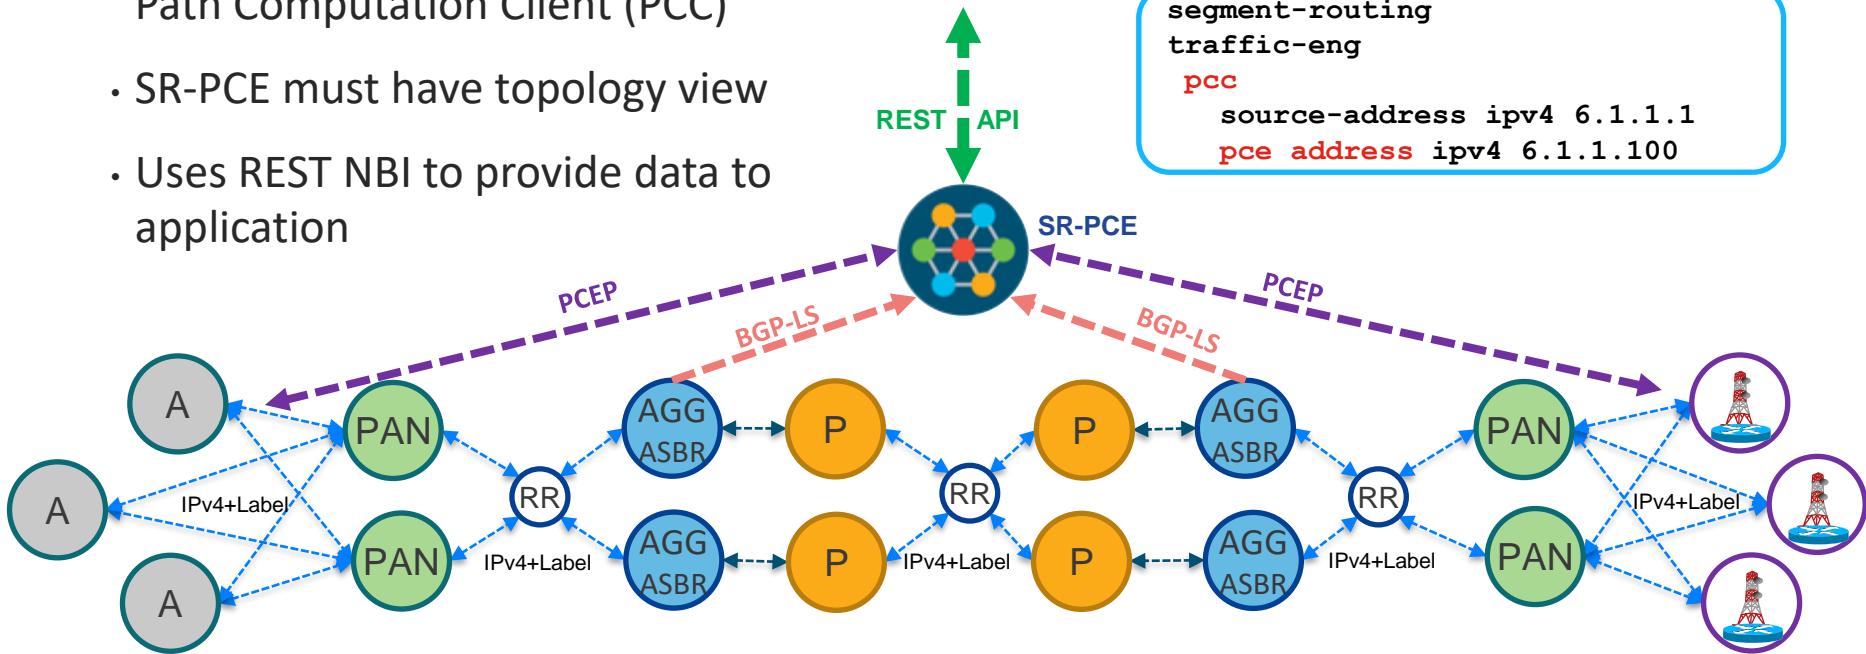 Path Computation Client (PCC)
• SR-PCE must have topology view
• Uses REST NBI to provide data to
application
segment-routing
traffic-eng
pcc
source-address ipv4 6.1.1.1
pce address ipv4 6.1.1.100
REST API
SR-PCE
PCEP
PCEP
BGP-LS
BGP-LS
A
PAN
AGG
ASBR
P
P
AGG
ASBR
PAN
A
IPv4+Label
RR
RR
RR
IPv4+Label
A
PAN
IPv4+Label
AGG
ASBR
P
IPv4+Label
P
AGG
ASBR
IPv4+Label
PAN